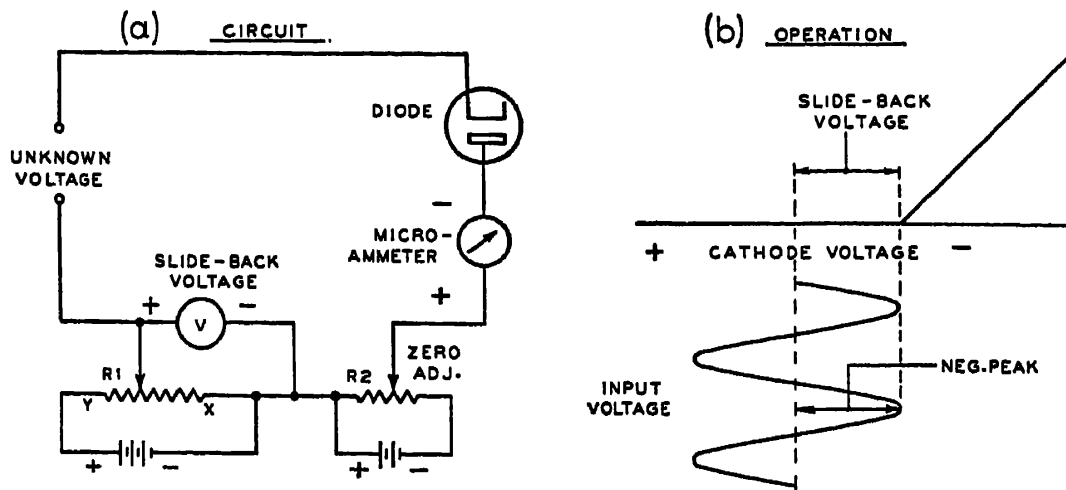 (a) CIRCUIT.
DIODE
UNKNOWN
VOLTAGE
-
MICRO-
AMMETER
+
SLIDE-BACK
VOLTAGE
+ -
V
R1
Y X
R2
ZERO
ADJ.
+ -
+ -
(b) OPERATION
SLIDE-BACK
VOLTAGE
+ CATHODE VOLTAGE -
NEG. PEAK
INPUT
VOLTAGE